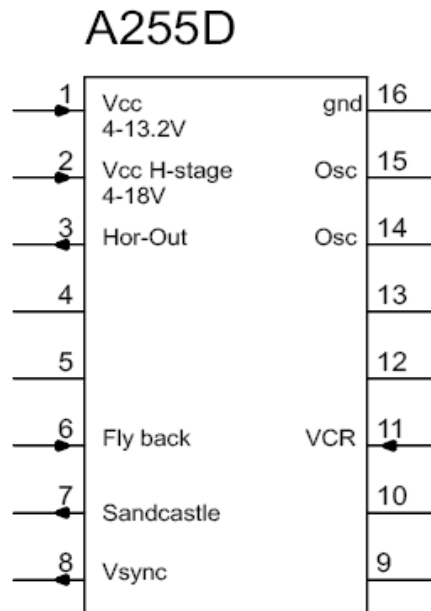 A255D
1 Vcc gnd 16
4-13.2V
2 Vcc H-stage Osc 15
4-18V
3 Hor-Out Osc 14
4 13
5 12
6 Fly back VCR 11
7 Sandcastle 10
8 Vsync 9